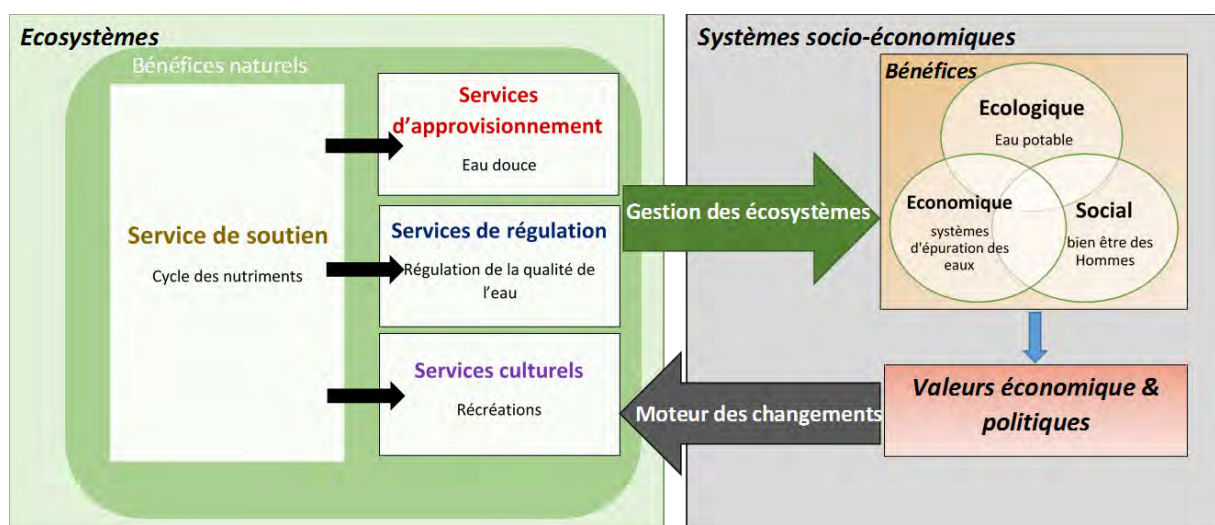 Ecosystèmes
Bénéfices naturels
Service de soutien
Cycle des nutriments
Services
d'approvisionnement
Eau douce
Services de régulation
Régulation de la qualité de
l'eau
Services culturels
Récréations
Gestion des écosystèmes
Moteur des changements
Systèmes socio-économiques
Bénéfices
Ecologique
Eau potable
Economique
systèmes
d'épuration des
eaux
Social
bien être des
Hommes
Valeurs économique &
politiques